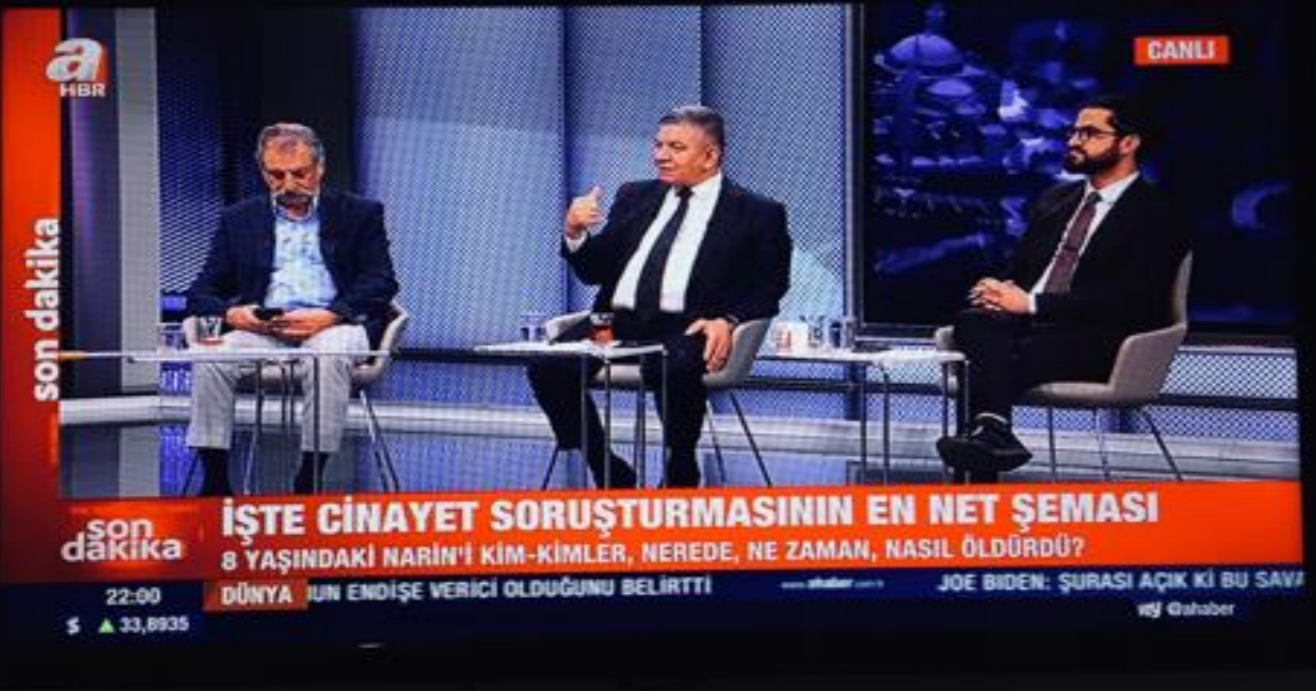 a
HBR
CANLI
son dakika
son
dakika
İŞTE CİNAYET SORUŞTURMASININ EN NET ŞEMASI
8 YAŞINDAKİ NARİN'İ KİM-KİMLER, NEREDE, NE ZAMAN, NASIL ÖLDÜRDÜ?
22:00
DÜNYA
UN ENDİŞE VERİCİ OLDUĞUNU BELİRTTİ
JOE BIDEN: ŞURASI AÇIK Kİ BU SAVA
$ ▲ 33,8935
@ahaber